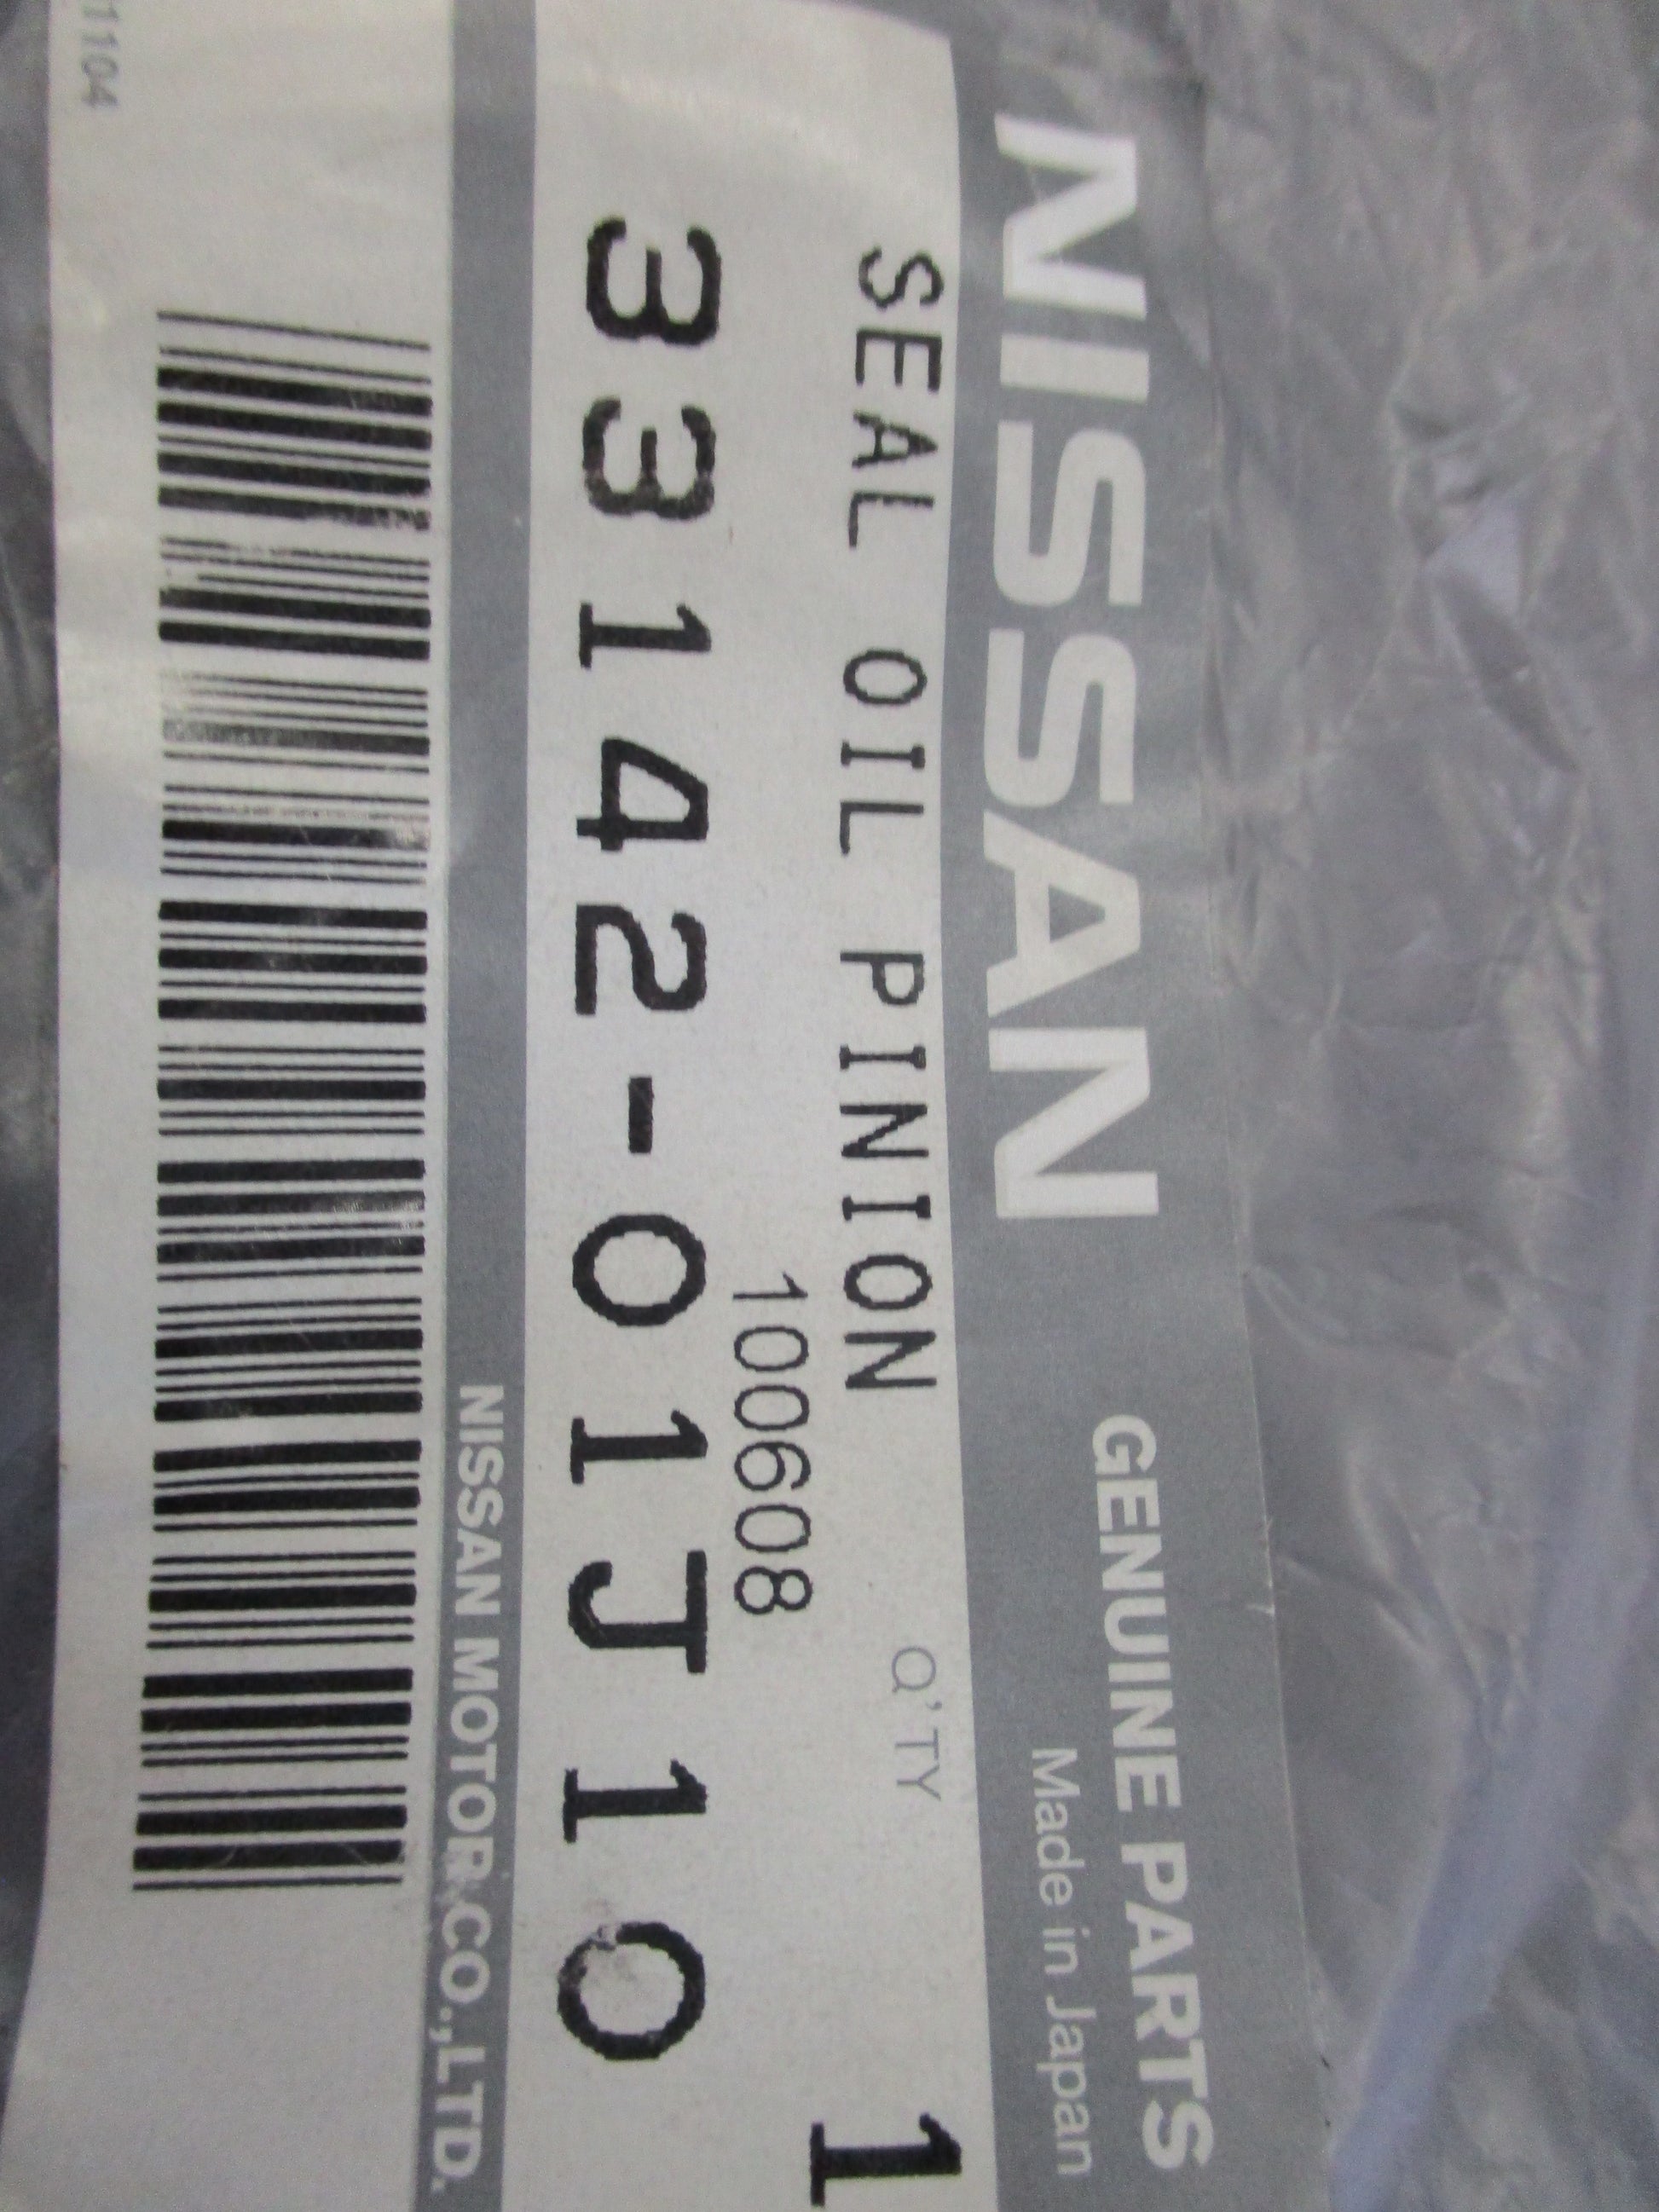 NISSAN GENUINE PARTS
Made in Japan
SEAL OIL PINION Q'TY 1
100608
33142-01J10
NISSAN MOTOR CO.,LTD.